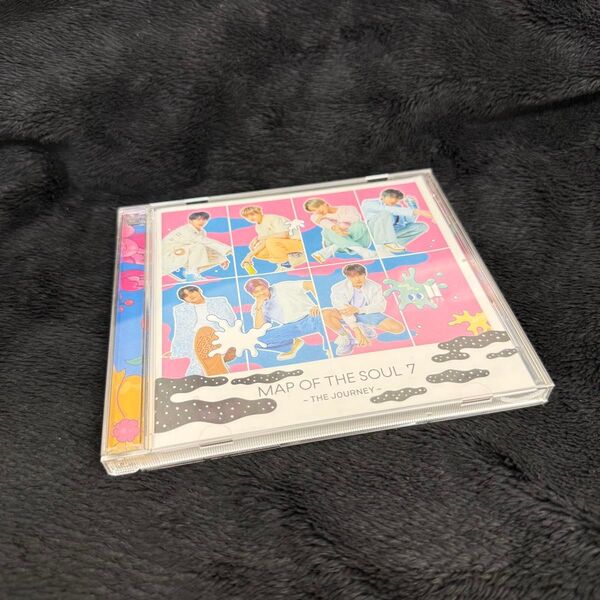 MAP OF THE SOUL 7
~ THE JOURNEY ~